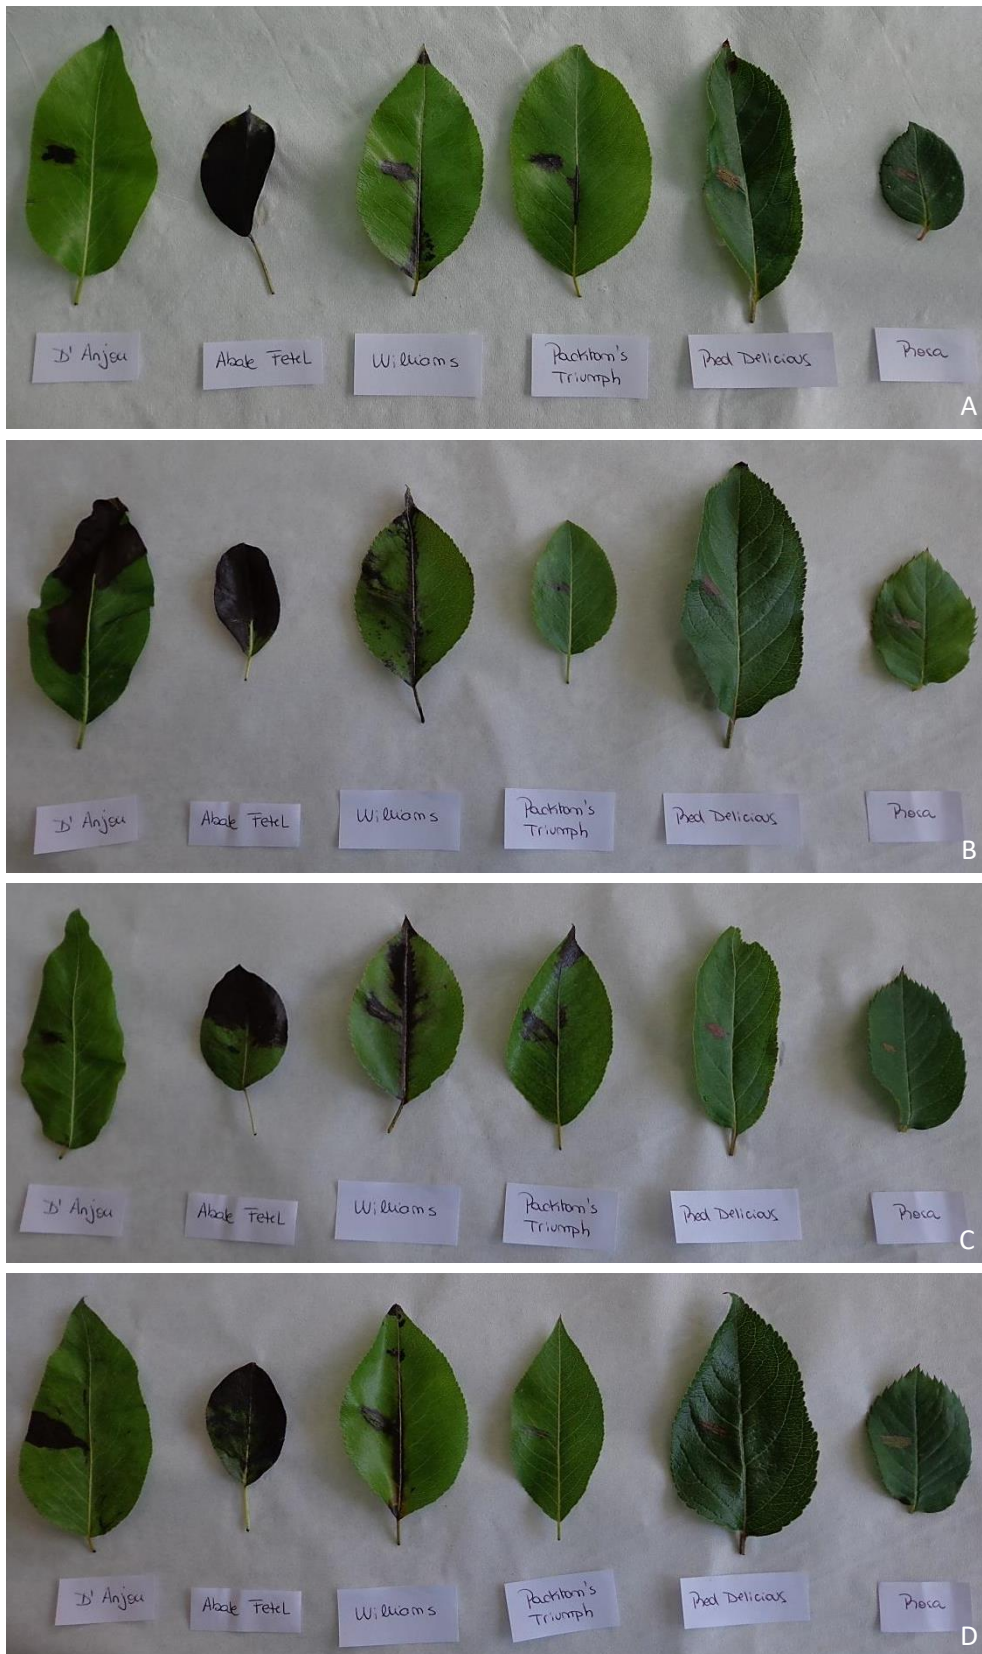 D' Anjou
Abate Fetel
Williams
Packham's
Triumph
Red Delicious
Rosa
A
D' Anjou
Abate Fetel
Williams
Packham's
Triumph
Red Delicious
Rosa
B
D' Anjou
Abate Fetel
Williams
Packham's
Triumph
Red Delicious
Rosa
C
D' Anjou
Abate Fetel
Williams
Packham's
Triumph
Red Delicious
Rosa
D